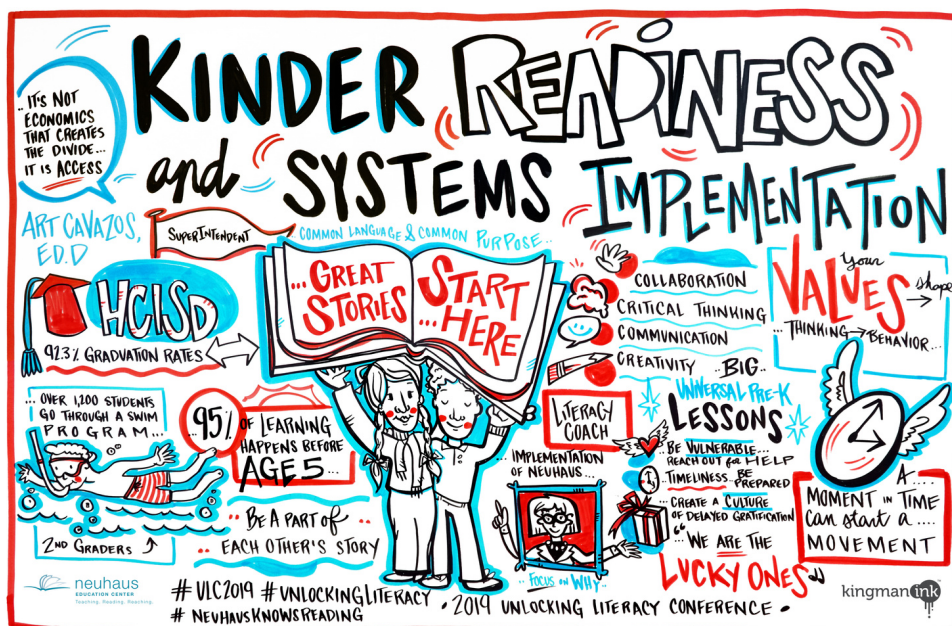 KINDER READINESS
and SYSTEMS IMPLEMENTATION
.. IT'S NOT
ECONOMICS
THAT CREATES
THE DIVIDE...
IT IS ACCESS
ART CAVAZOS,
ED.D
SUPERINTENDENT
HCISD
92.3% GRADUATION RATES
COMMON LANGUAGE & COMMON PURPOSE..
...GREAT
STORIES
START
...HERE
COLLABORATION
CRITICAL THINKING
COMMUNICATION
CREATIVITY
Your
VALUES
shape
...THINKING → BEHAVIOR...
... OVER 1,200 STUDENTS
GO THROUGH A SWIM
PROGRAM...
2ND GRADERS
...95% OF LEARNING
HAPPENS BEFORE
AGE 5...
.. BE A PART of ..
.. EACH OTHER'S STORY
LITERACY
COACH
... IMPLEMENTATION
OF NEUHAUS...
.. FOCUS on WHY ..
..BIG..
UNIVERSAL PRE-K
LESSONS
BE VULNERABLE...
REACH OUT for HELP
TIMELINESS.. BE
PREPARED
CREATE A CULTURE
OF DELAYED GRATIFICATION
"...WE ARE THE
LUCKY ONES"
A....
MOMENT IN TIME
can start a....
MOVEMENT
neuhaus
EDUCATION CENTER
Teaching. Reading. Reaching.
# ULC2019 # UNLOCKINGLITERACY • 2019 UNLOCKING LITERACY CONFERENCE •
# NEUHAUSKNOWSREADING
kingmanink